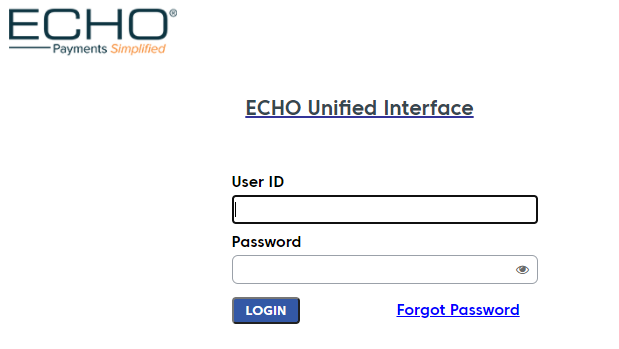 ECHO®
Payments Simplified
ECHO Unified Interface
User ID
Password
LOGIN
Forgot Password